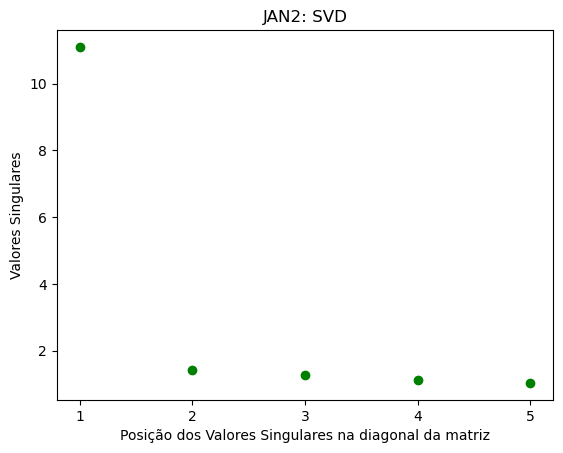 JAN2: SVD
Valores Singulares
10
8
6
4
2
1 2 3 4 5
Posição dos Valores Singulares na diagonal da matriz